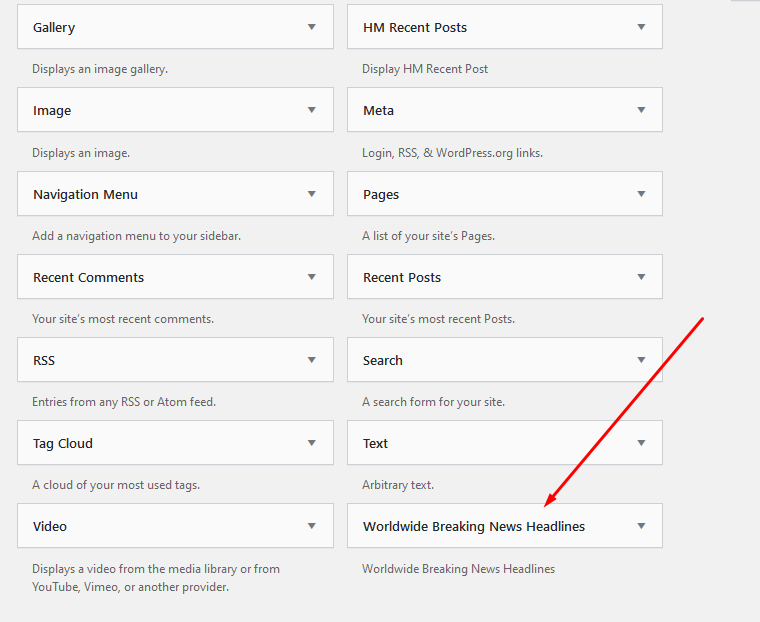 Gallery
HM Recent Posts
Displays an image gallery.
Display HM Recent Post
Image
Meta
Displays an image.
Login, RSS, & WordPress.org links.
Navigation Menu
Pages
Add a navigation menu to your sidebar.
A list of your site's Pages.
Recent Comments
Recent Posts
Your site's most recent comments.
Your site's most recent Posts.
RSS
Search
Entries from any RSS or Atom feed.
A search form for your site.
Tag Cloud
Text
A cloud of your most used tags.
Arbitrary text.
Video
Worldwide Breaking News Headlines
Displays a video from the media library or from
YouTube, Vimeo, or another provider.
Worldwide Breaking News Headlines